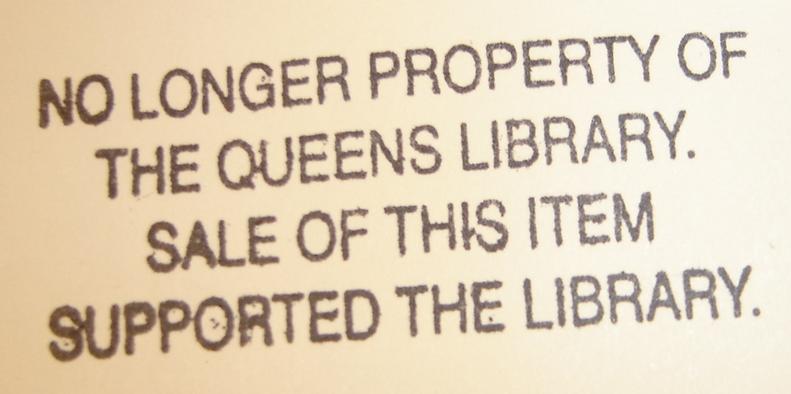 NO LONGER PROPERTY OF
THE QUEENS LIBRARY.
SALE OF THIS ITEM
SUPPORTED THE LIBRARY.